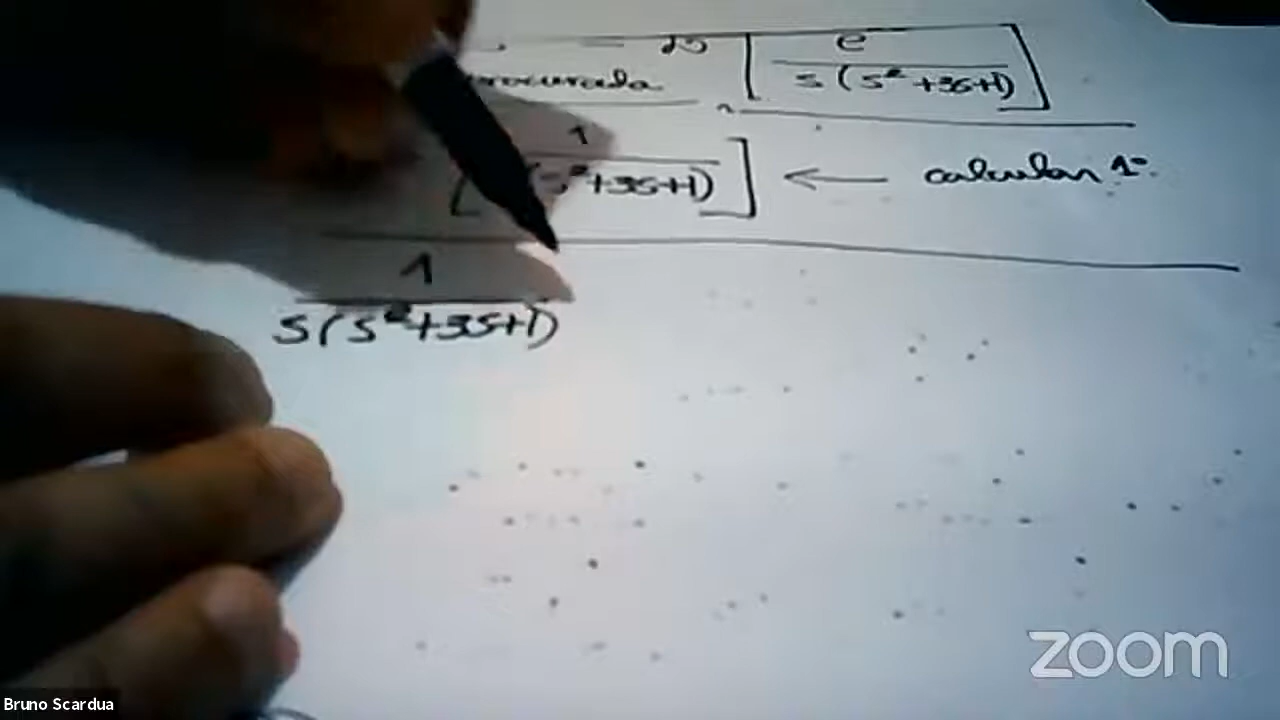 e
s(s²+3s+1)
procurada
1
s²+3s+1) ] ← calcular 1º.
1
s(s²+3s+1)
zoom
Bruno Scardua